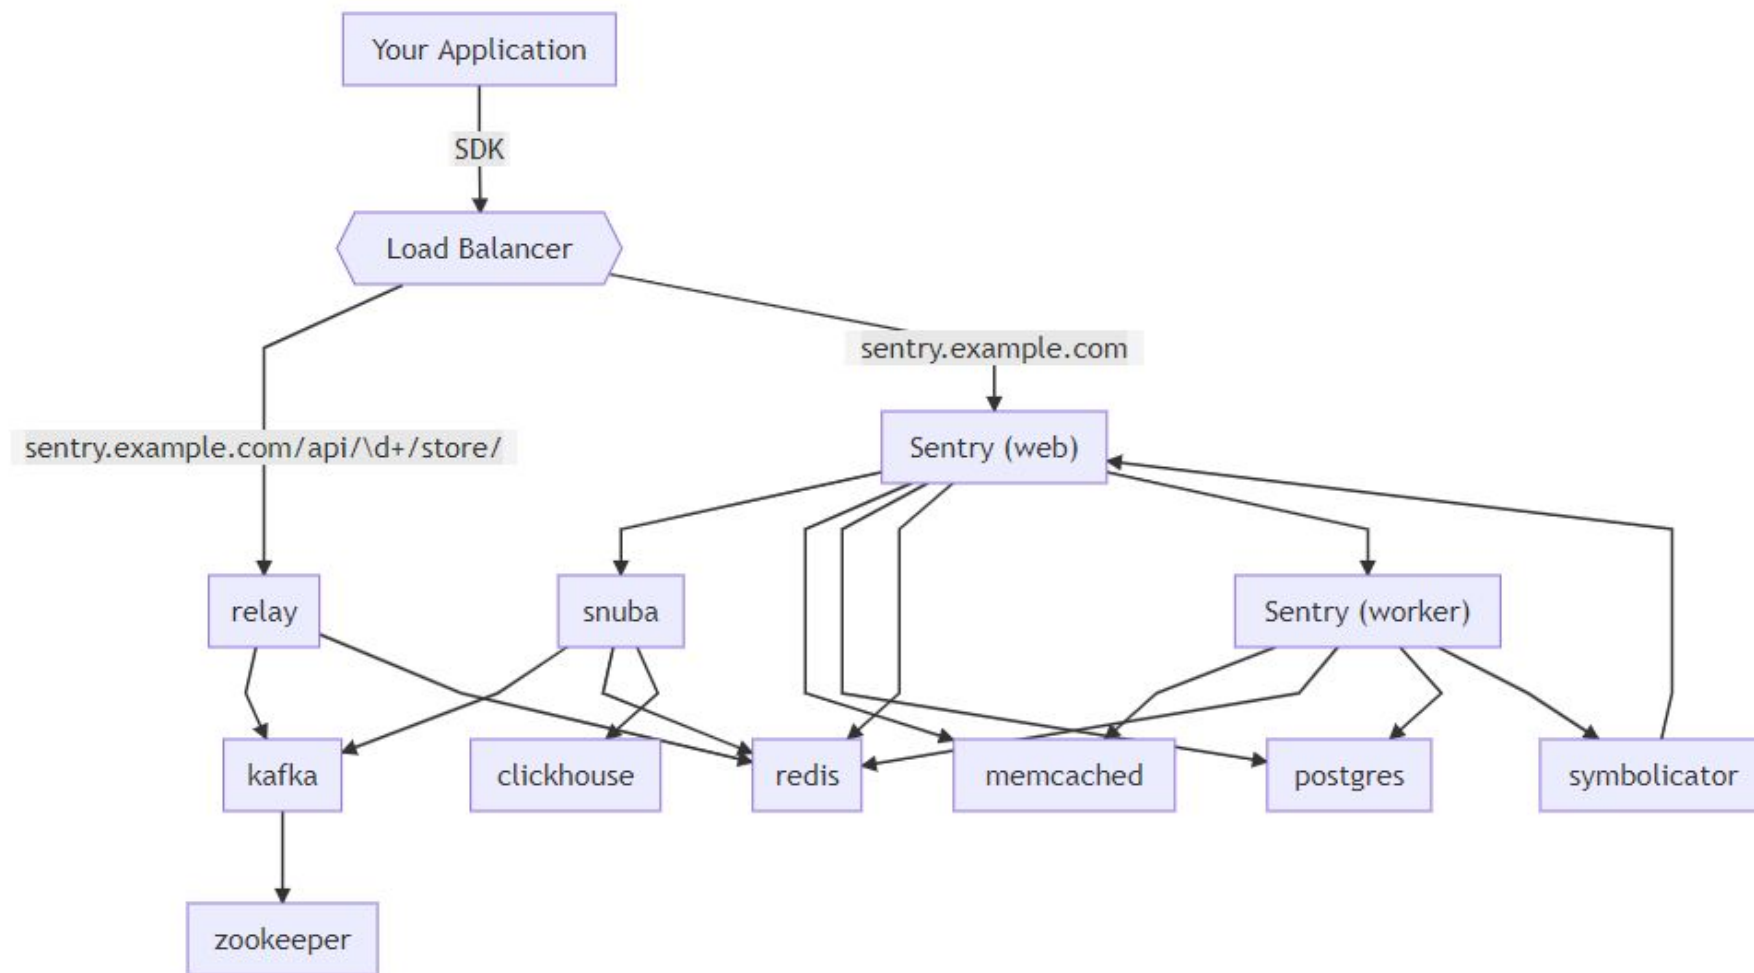 Your Application
SDK
Load Balancer
sentry.example.com
sentry.example.com/api/\d+/store/
Sentry (web)
relay
snuba
Sentry (worker)
kafka
clickhouse
redis
memcached
postgres
symbolicator
zookeeper